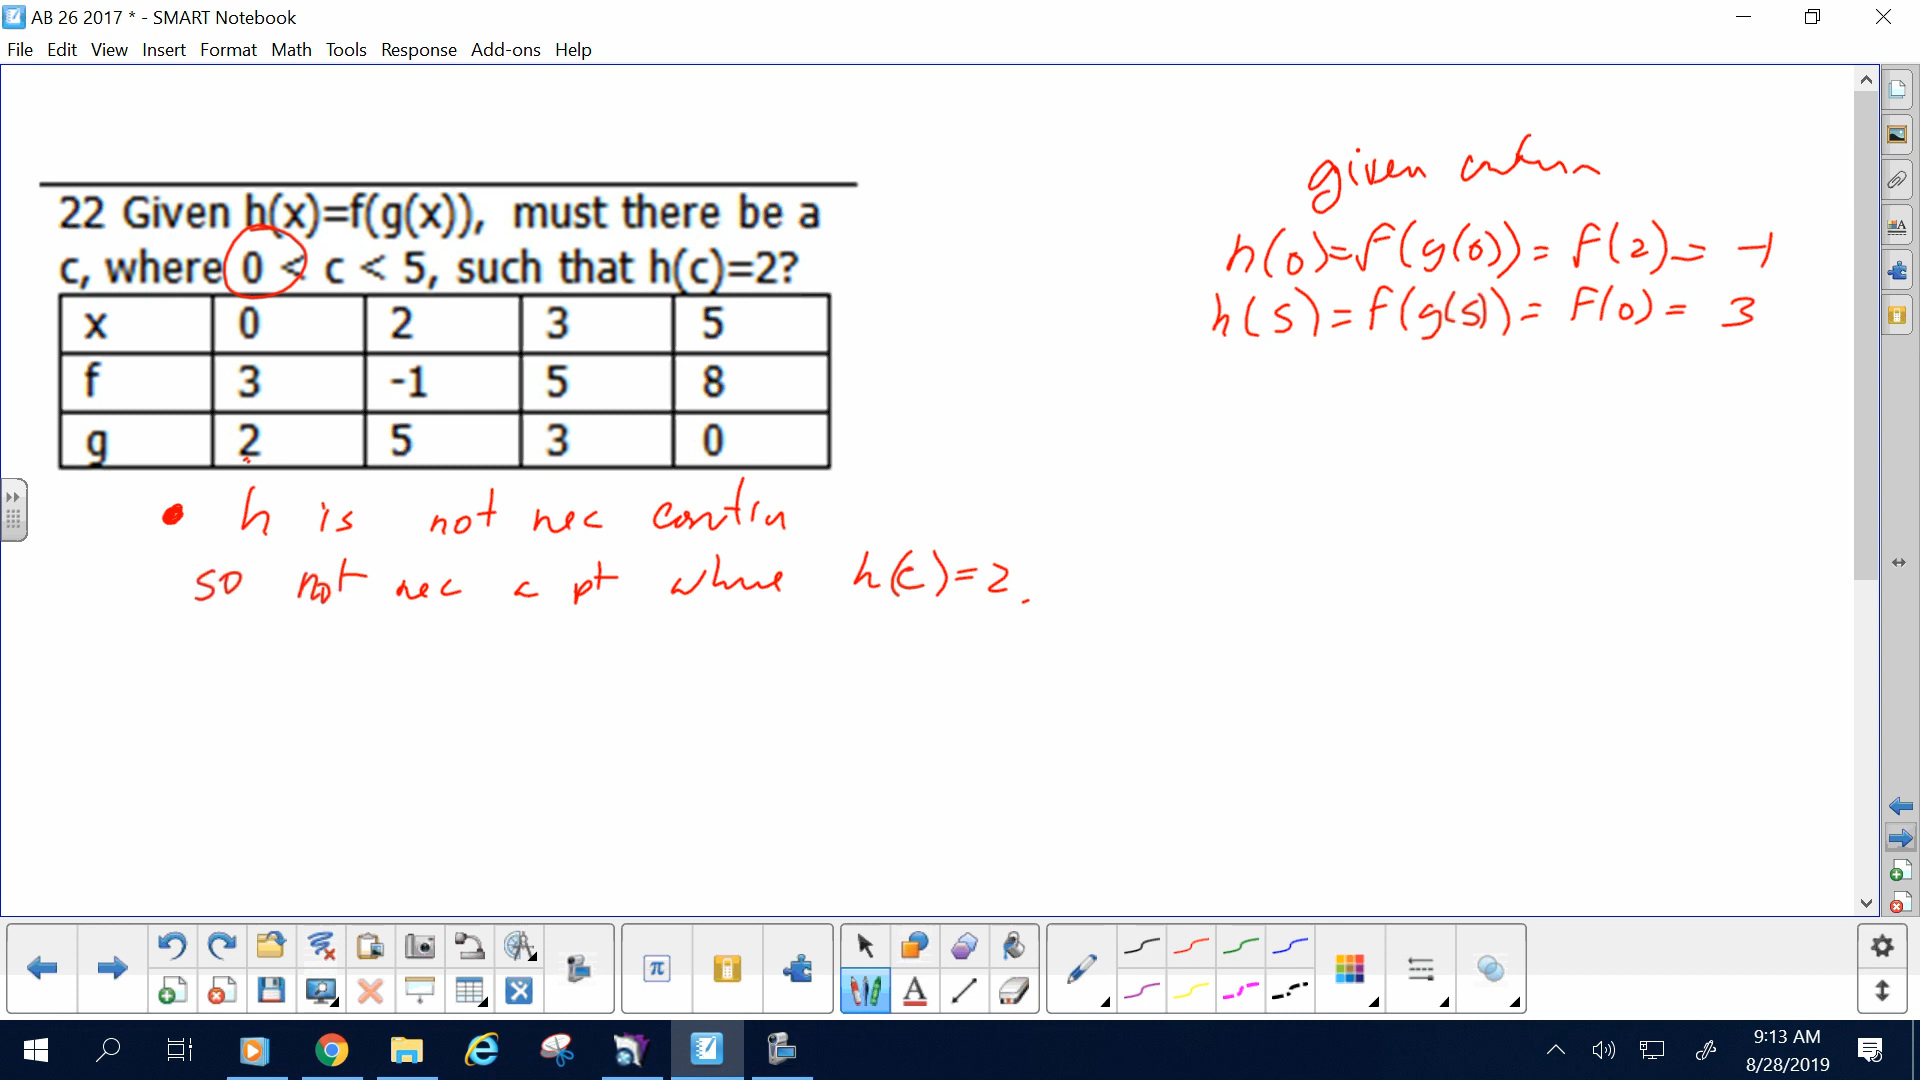 AB 26 2017 * - SMART Notebook
File Edit View Insert Format Math Tools Response Add-ons Help
22 Given h(x)=f(g(x)), must there be a
c, where 0 < c < 5, such that h(c)=2?
x 0 2 3 5
f 3 -1 5 8
g 2 5 3 0
• h is not nec contin
so not nec a pt where h(c)=2.
given
h(0)=f(g(0))= f(2)= -1
h(5)=f(g(5))= f(0)= 3
π
A
9:13 AM
8/28/2019